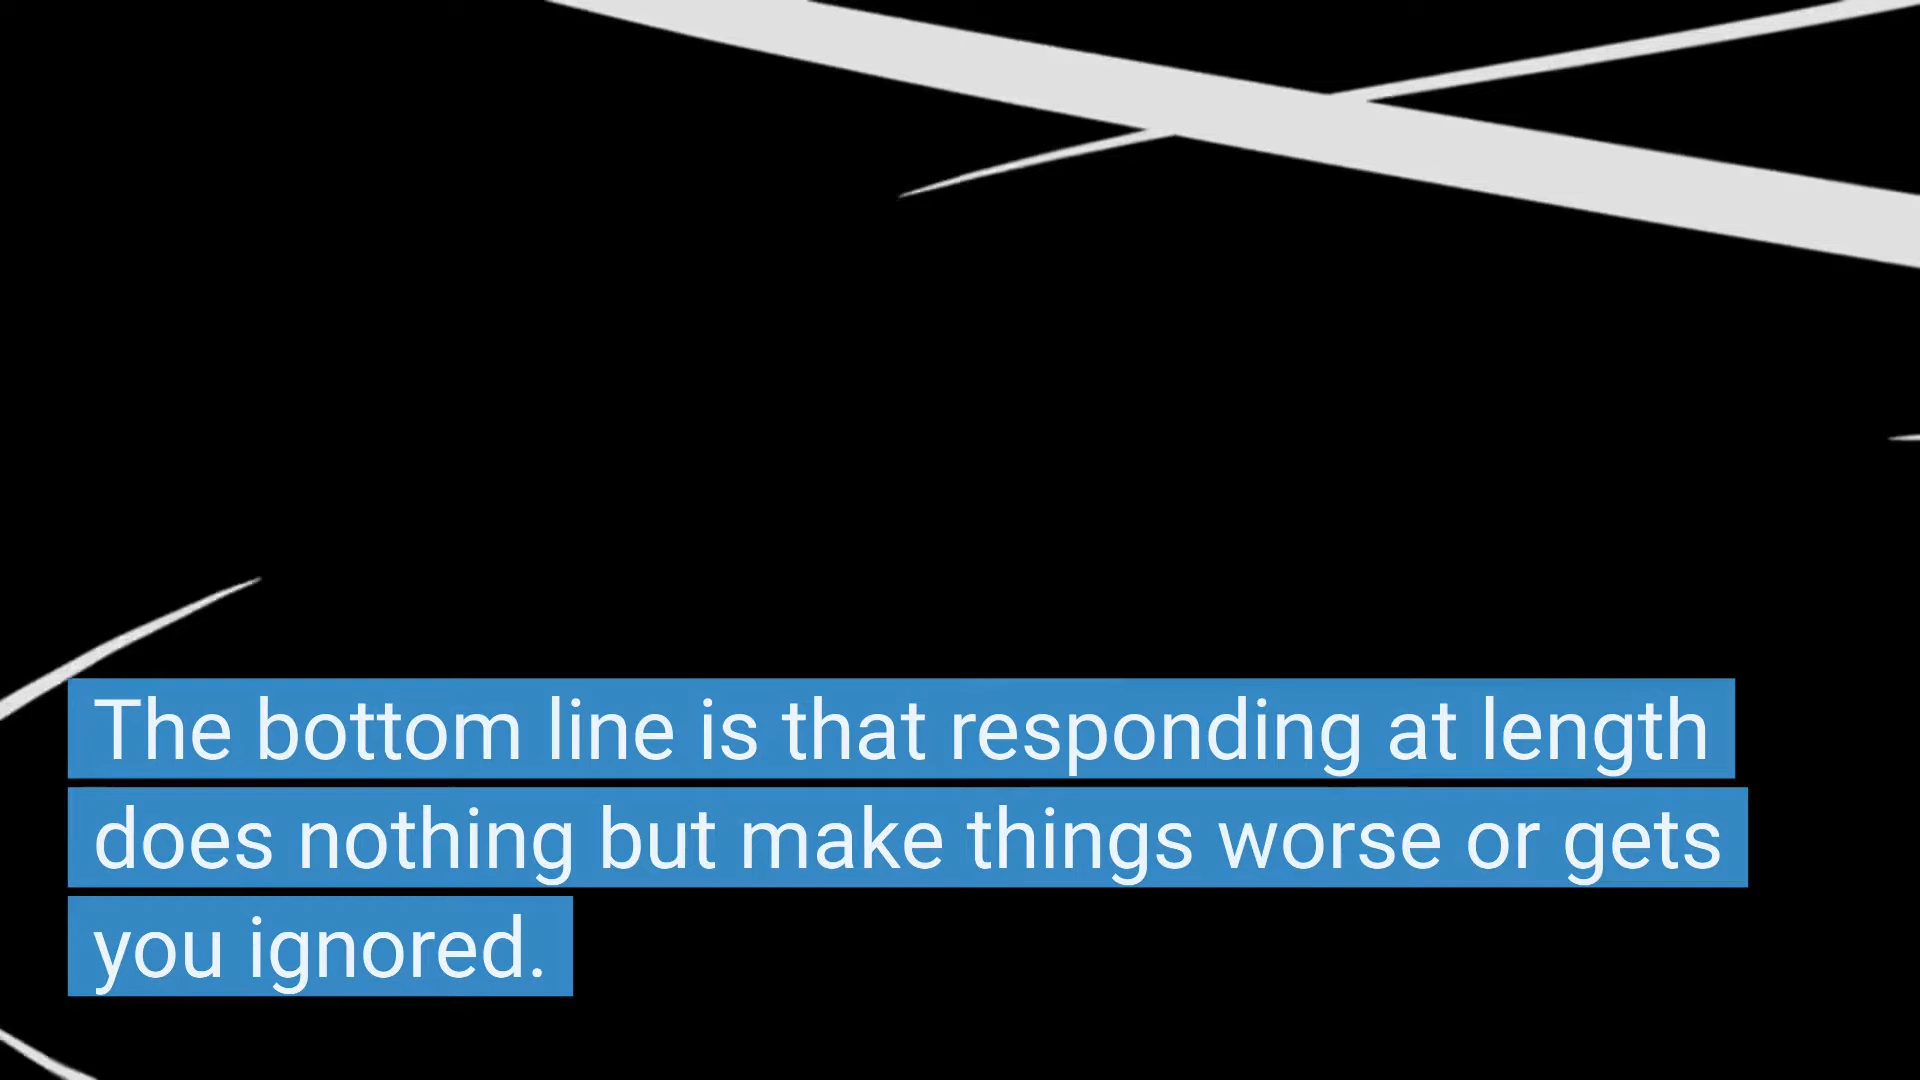 The bottom line is that responding at length
does nothing but make things worse or gets
you ignored.